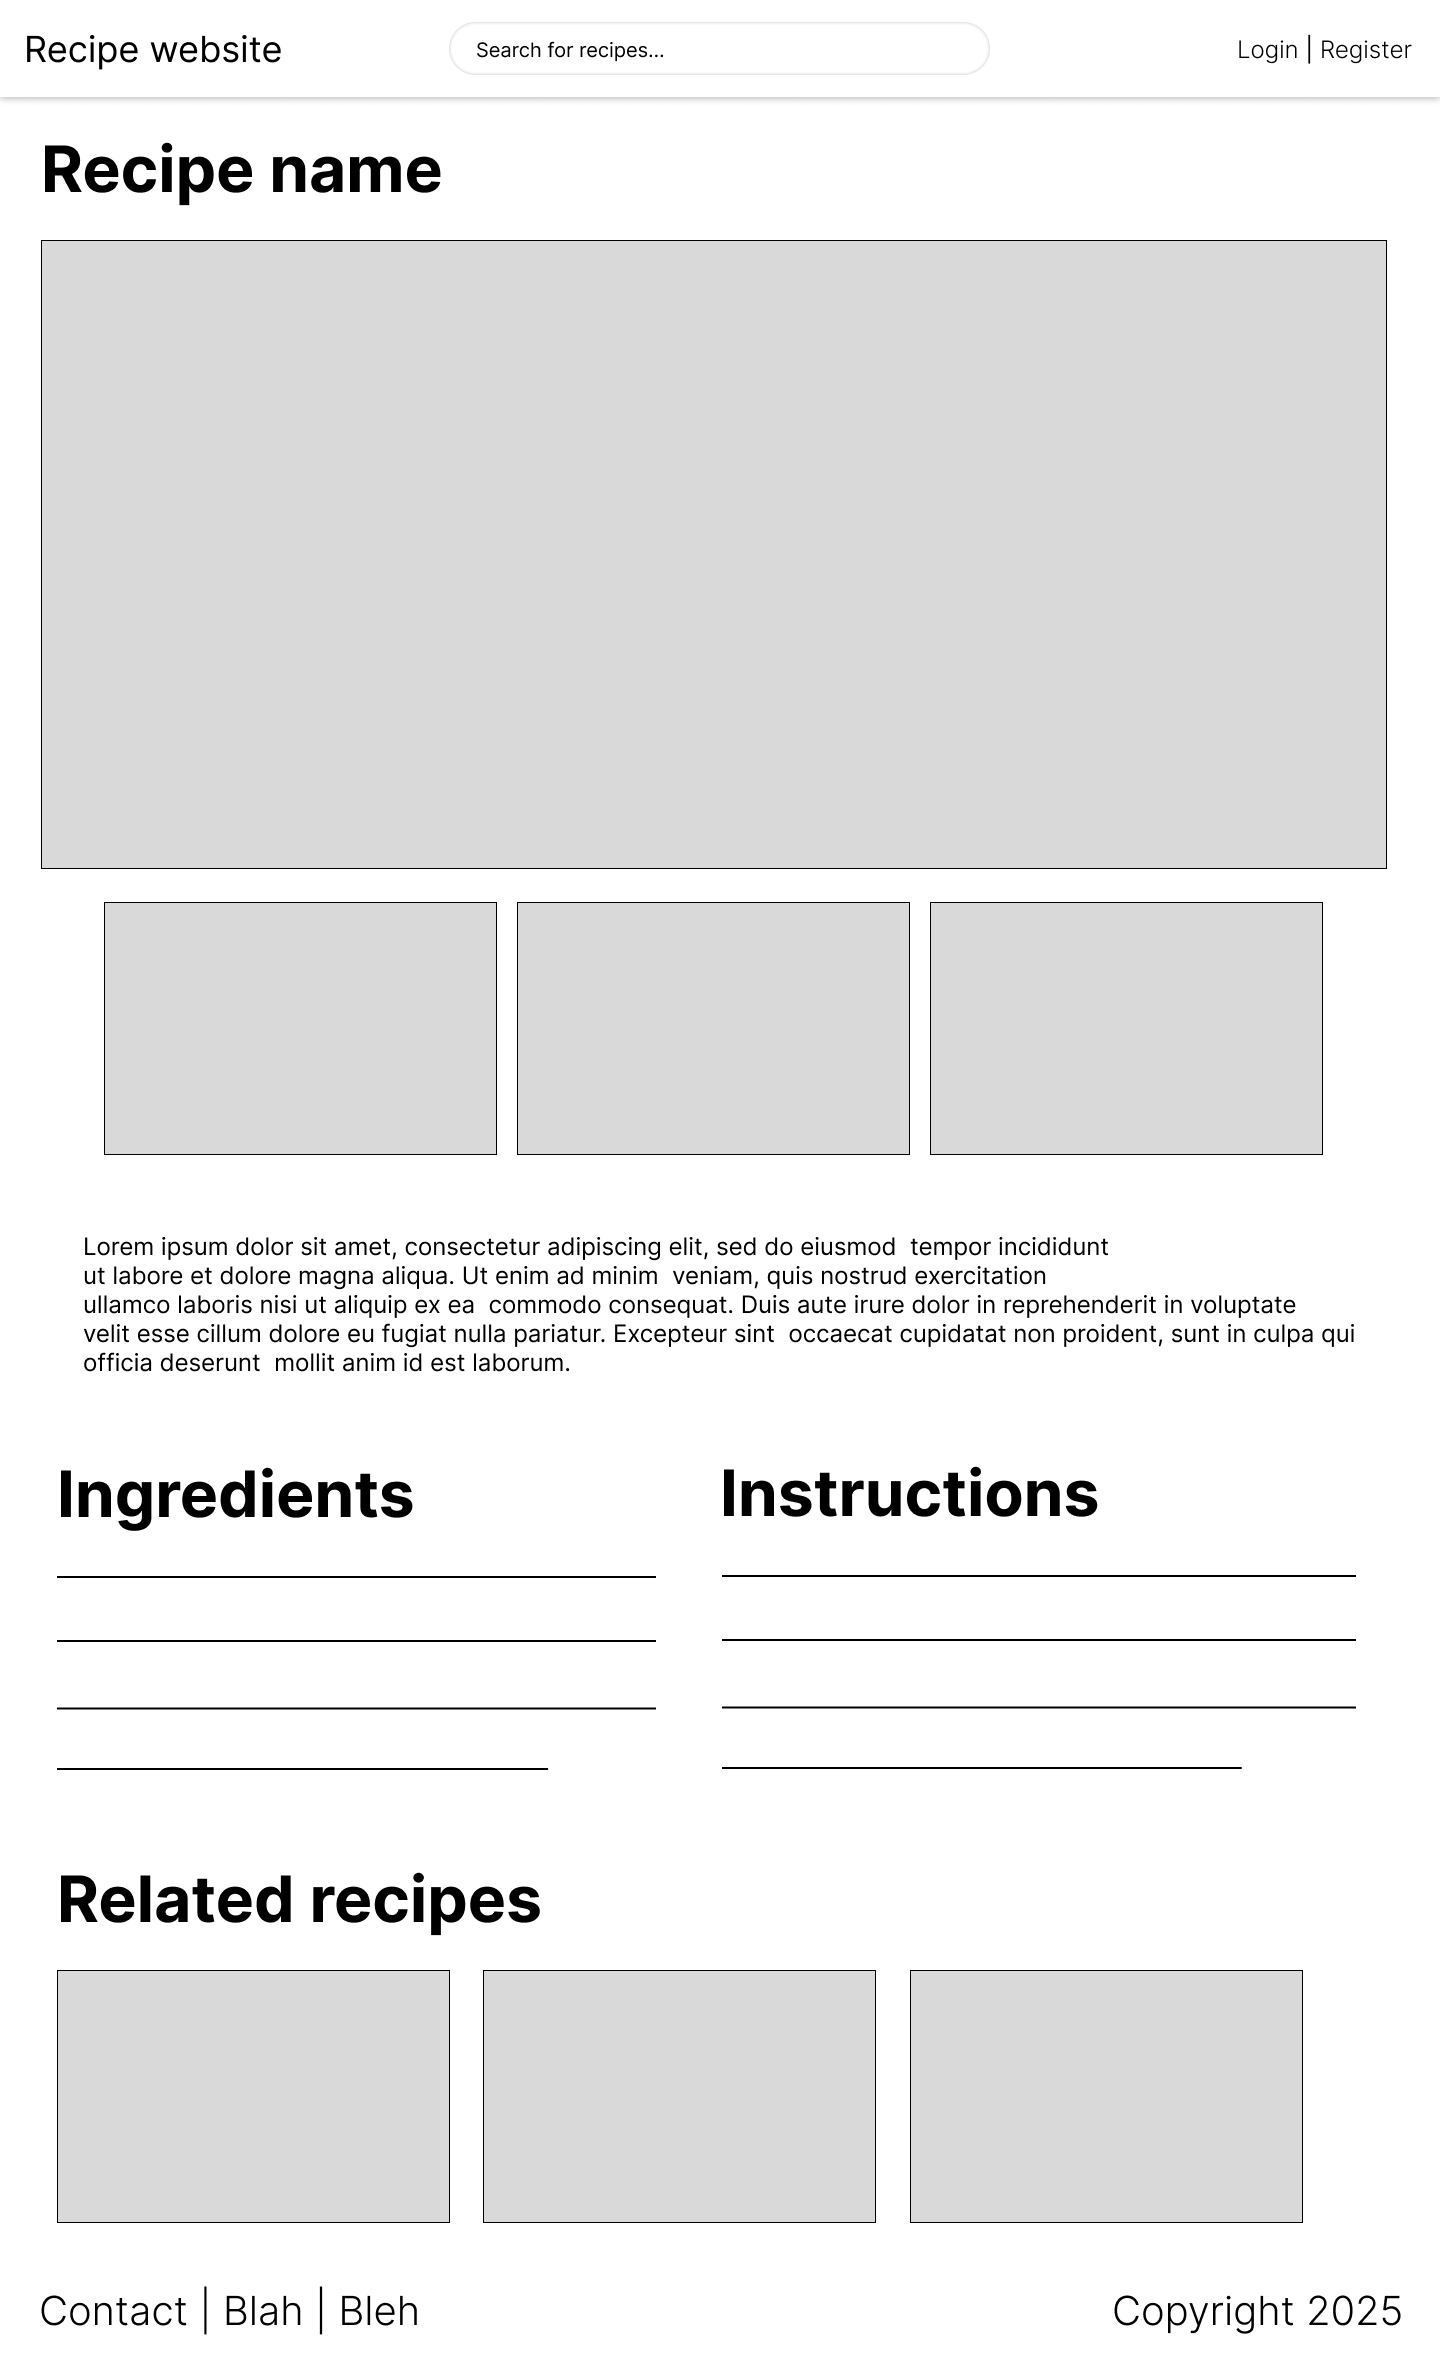 Recipe website
Search for recipes...
Login | Register
Recipe name
Lorem ipsum dolor sit amet, consectetur adipiscing elit, sed do eiusmod  tempor incididunt
ut labore et dolore magna aliqua. Ut enim ad minim  veniam, quis nostrud exercitation
ullamco laboris nisi ut aliquip ex ea  commodo consequat. Duis aute irure dolor in reprehenderit in voluptate
velit esse cillum dolore eu fugiat nulla pariatur. Excepteur sint  occaecat cupidatat non proident, sunt in culpa qui
officia deserunt  mollit anim id est laborum.
Ingredients
Instructions
Related recipes
Contact | Blah | Bleh
Copyright 2025